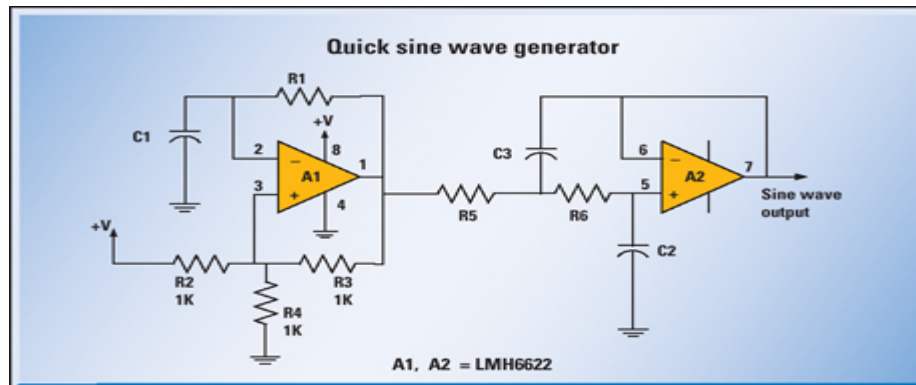 Quick sine wave generator
R1
+V
C1
2
8
1
A1
3
4
+V
R2
1K
R3
1K
R4
1K
R5
C3
R6
6
7
5
A2
Sine wave
output
C2
A1, A2 = LMH6622